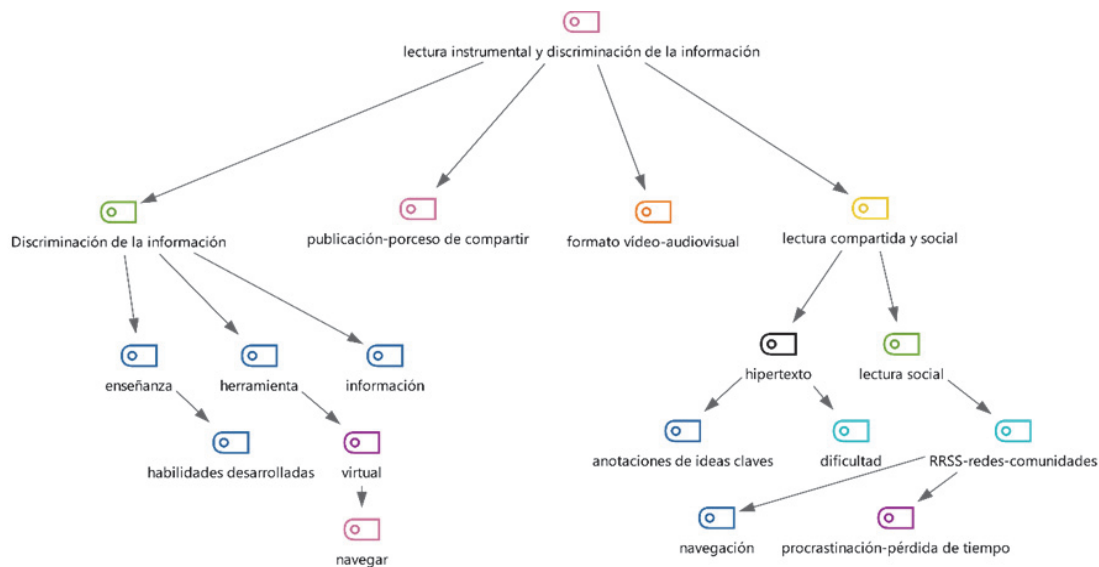 lectura instrumental y discriminación de la información
Discriminación de la información
publicación-porceso de compartir
formato vídeo-audiovisual
lectura compartida y social
enseñanza
herramienta
información
hipertexto
lectura social
habilidades desarrolladas
virtual
anotaciones de ideas claves
dificultad
RRSS-redes-comunidades
navegar
navegación
procrastinación-pérdida de tiempo